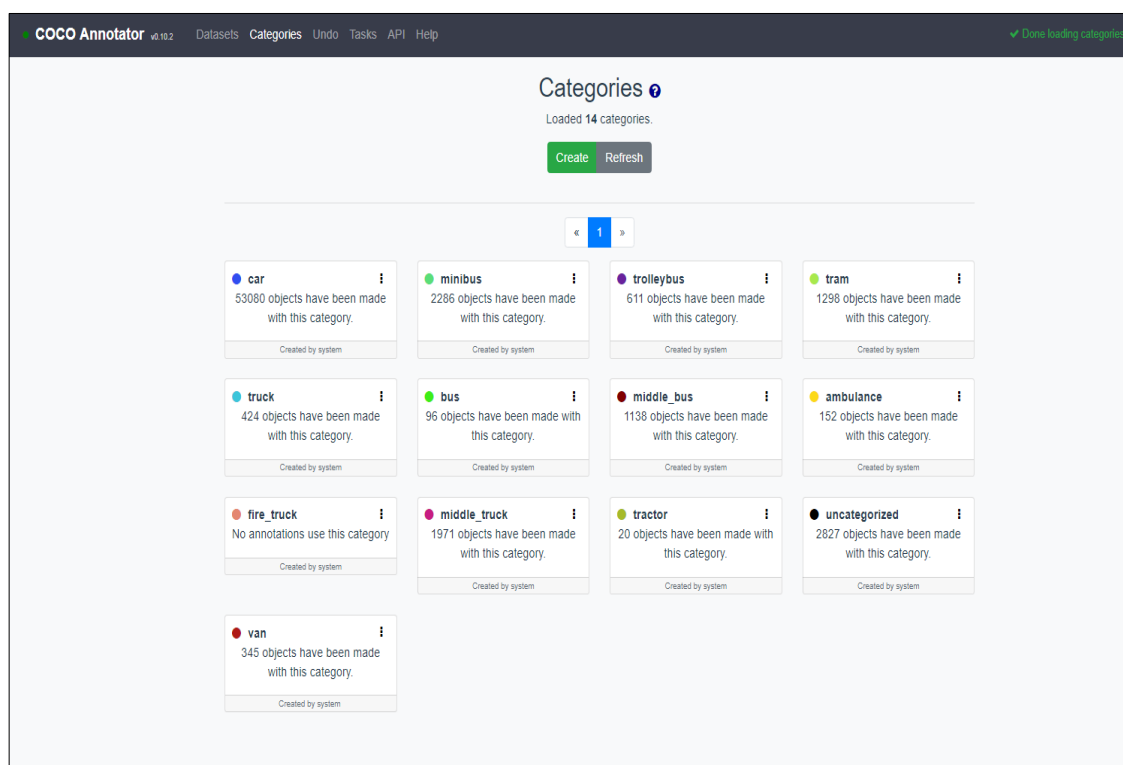 COCO Annotator v0.10.2 Datasets Categories Undo Tasks API Help Done loading categories
Categories
Loaded 14 categories.
Create Refresh
« 1 »
car
53080 objects have been made
with this category.
Created by system
minibus
2286 objects have been made
with this category.
Created by system
trolleybus
611 objects have been made
with this category.
Created by system
tram
1298 objects have been made
with this category.
Created by system
truck
424 objects have been made
with this category.
Created by system
bus
96 objects have been made with
this category.
Created by system
middle_bus
1138 objects have been made
with this category.
Created by system
ambulance
152 objects have been made
with this category.
Created by system
fire_truck
No annotations use this category
Created by system
middle_truck
1971 objects have been made
with this category.
Created by system
tractor
20 objects have been made with
this category.
Created by system
uncategorized
2827 objects have been made
with this category.
Created by system
van
345 objects have been made
with this category.
Created by system